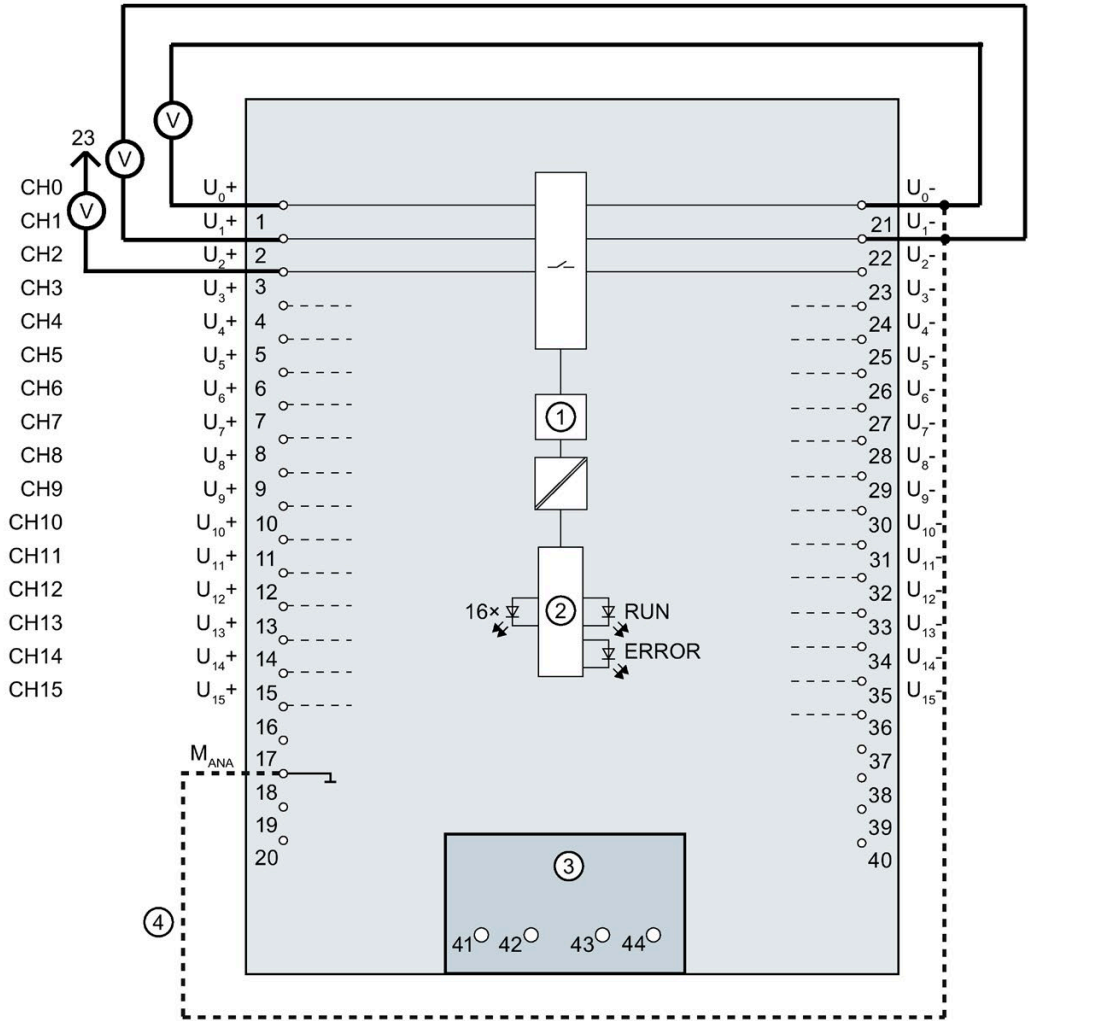 23
V
V
V
CH0 U0+ U0-
CH1 U1+ 1 21 U1-
CH2 U2+ 2 22 U2-
CH3 U3+ 3 23 U3-
CH4 U4+ 4 24 U4-
CH5 U5+ 5 25 U5-
CH6 U6+ 6 26 U6-
CH7 U7+ 7 27 U7-
CH8 U8+ 8 28 U8-
CH9 U9+ 9 29 U9-
CH10 U10+ 10 30 U10-
CH11 U11+ 11 31 U11-
CH12 U12+ 12 32 U12-
CH13 U13+ 13 33 U13-
CH14 U14+ 14 34 U14-
CH15 U15+ 15 35 U15-
16 36
MANA 17 37
18 38
19 39
20 40
1
2
16× RUN
ERROR
3
4
41 42 43 44